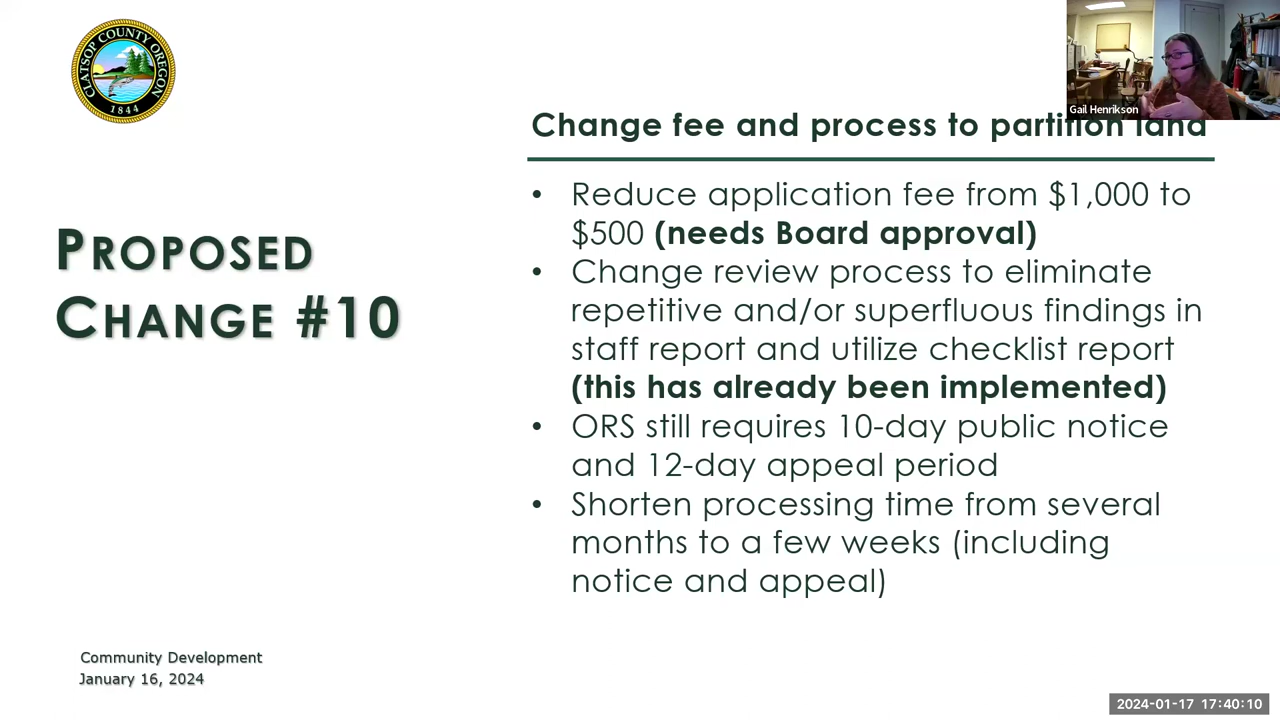 CLATSOP COUNTY OREGON
1844
Gail Henrikson
Change fee and process to partition land
PROPOSED
CHANGE #10
• Reduce application fee from $1,000 to
$500 (needs Board approval)
• Change review process to eliminate
repetitive and/or superfluous findings in
staff report and utilize checklist report
(this has already been implemented)
• ORS still requires 10-day public notice
and 12-day appeal period
• Shorten processing time from several
months to a few weeks (including
notice and appeal)
Community Development
January 16, 2024
2024-01-17 17:40:10